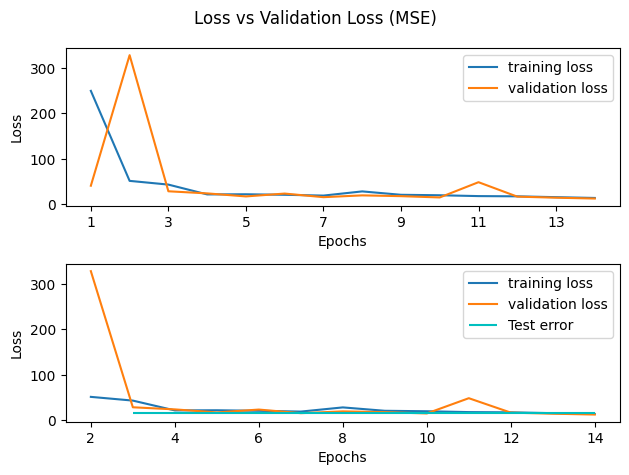 Loss vs Validation Loss (MSE)
300
200
100
0
Loss
training loss
validation loss
1 3 5 7 9 11 13
Epochs
300
200
100
0
Loss
training loss
validation loss
Test error
2 4 6 8 10 12 14
Epochs